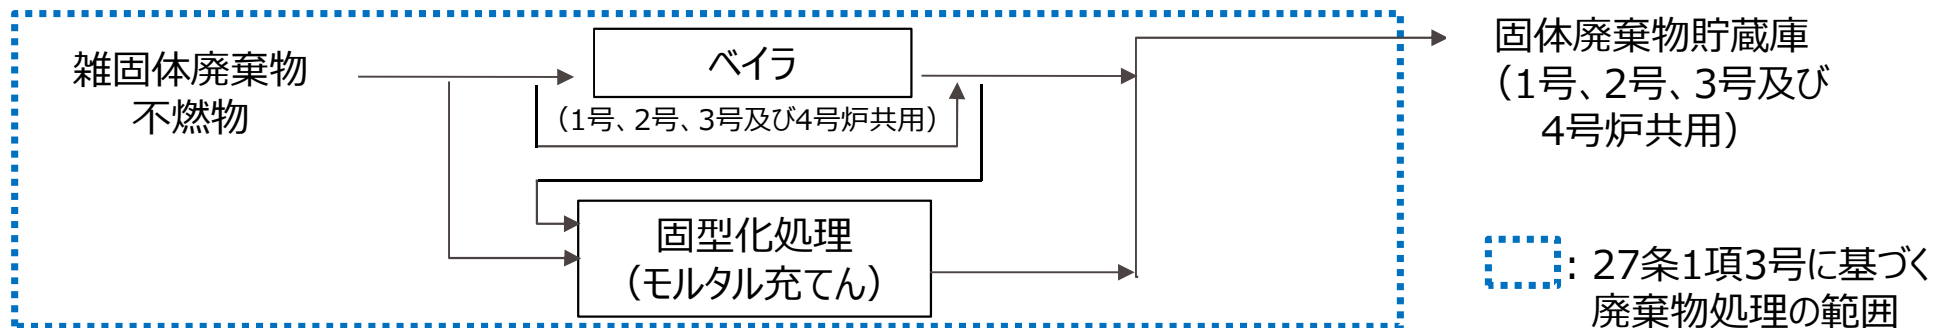 雑固体廃棄物
不燃物
ベイラ
（1号、2号、3号及び4号炉共用）
固型化処理
（モルタル充てん）
固体廃棄物貯蔵庫
（1号、2号、3号及び
4号炉共用）
：27条1項3号に基づく
廃棄物処理の範囲